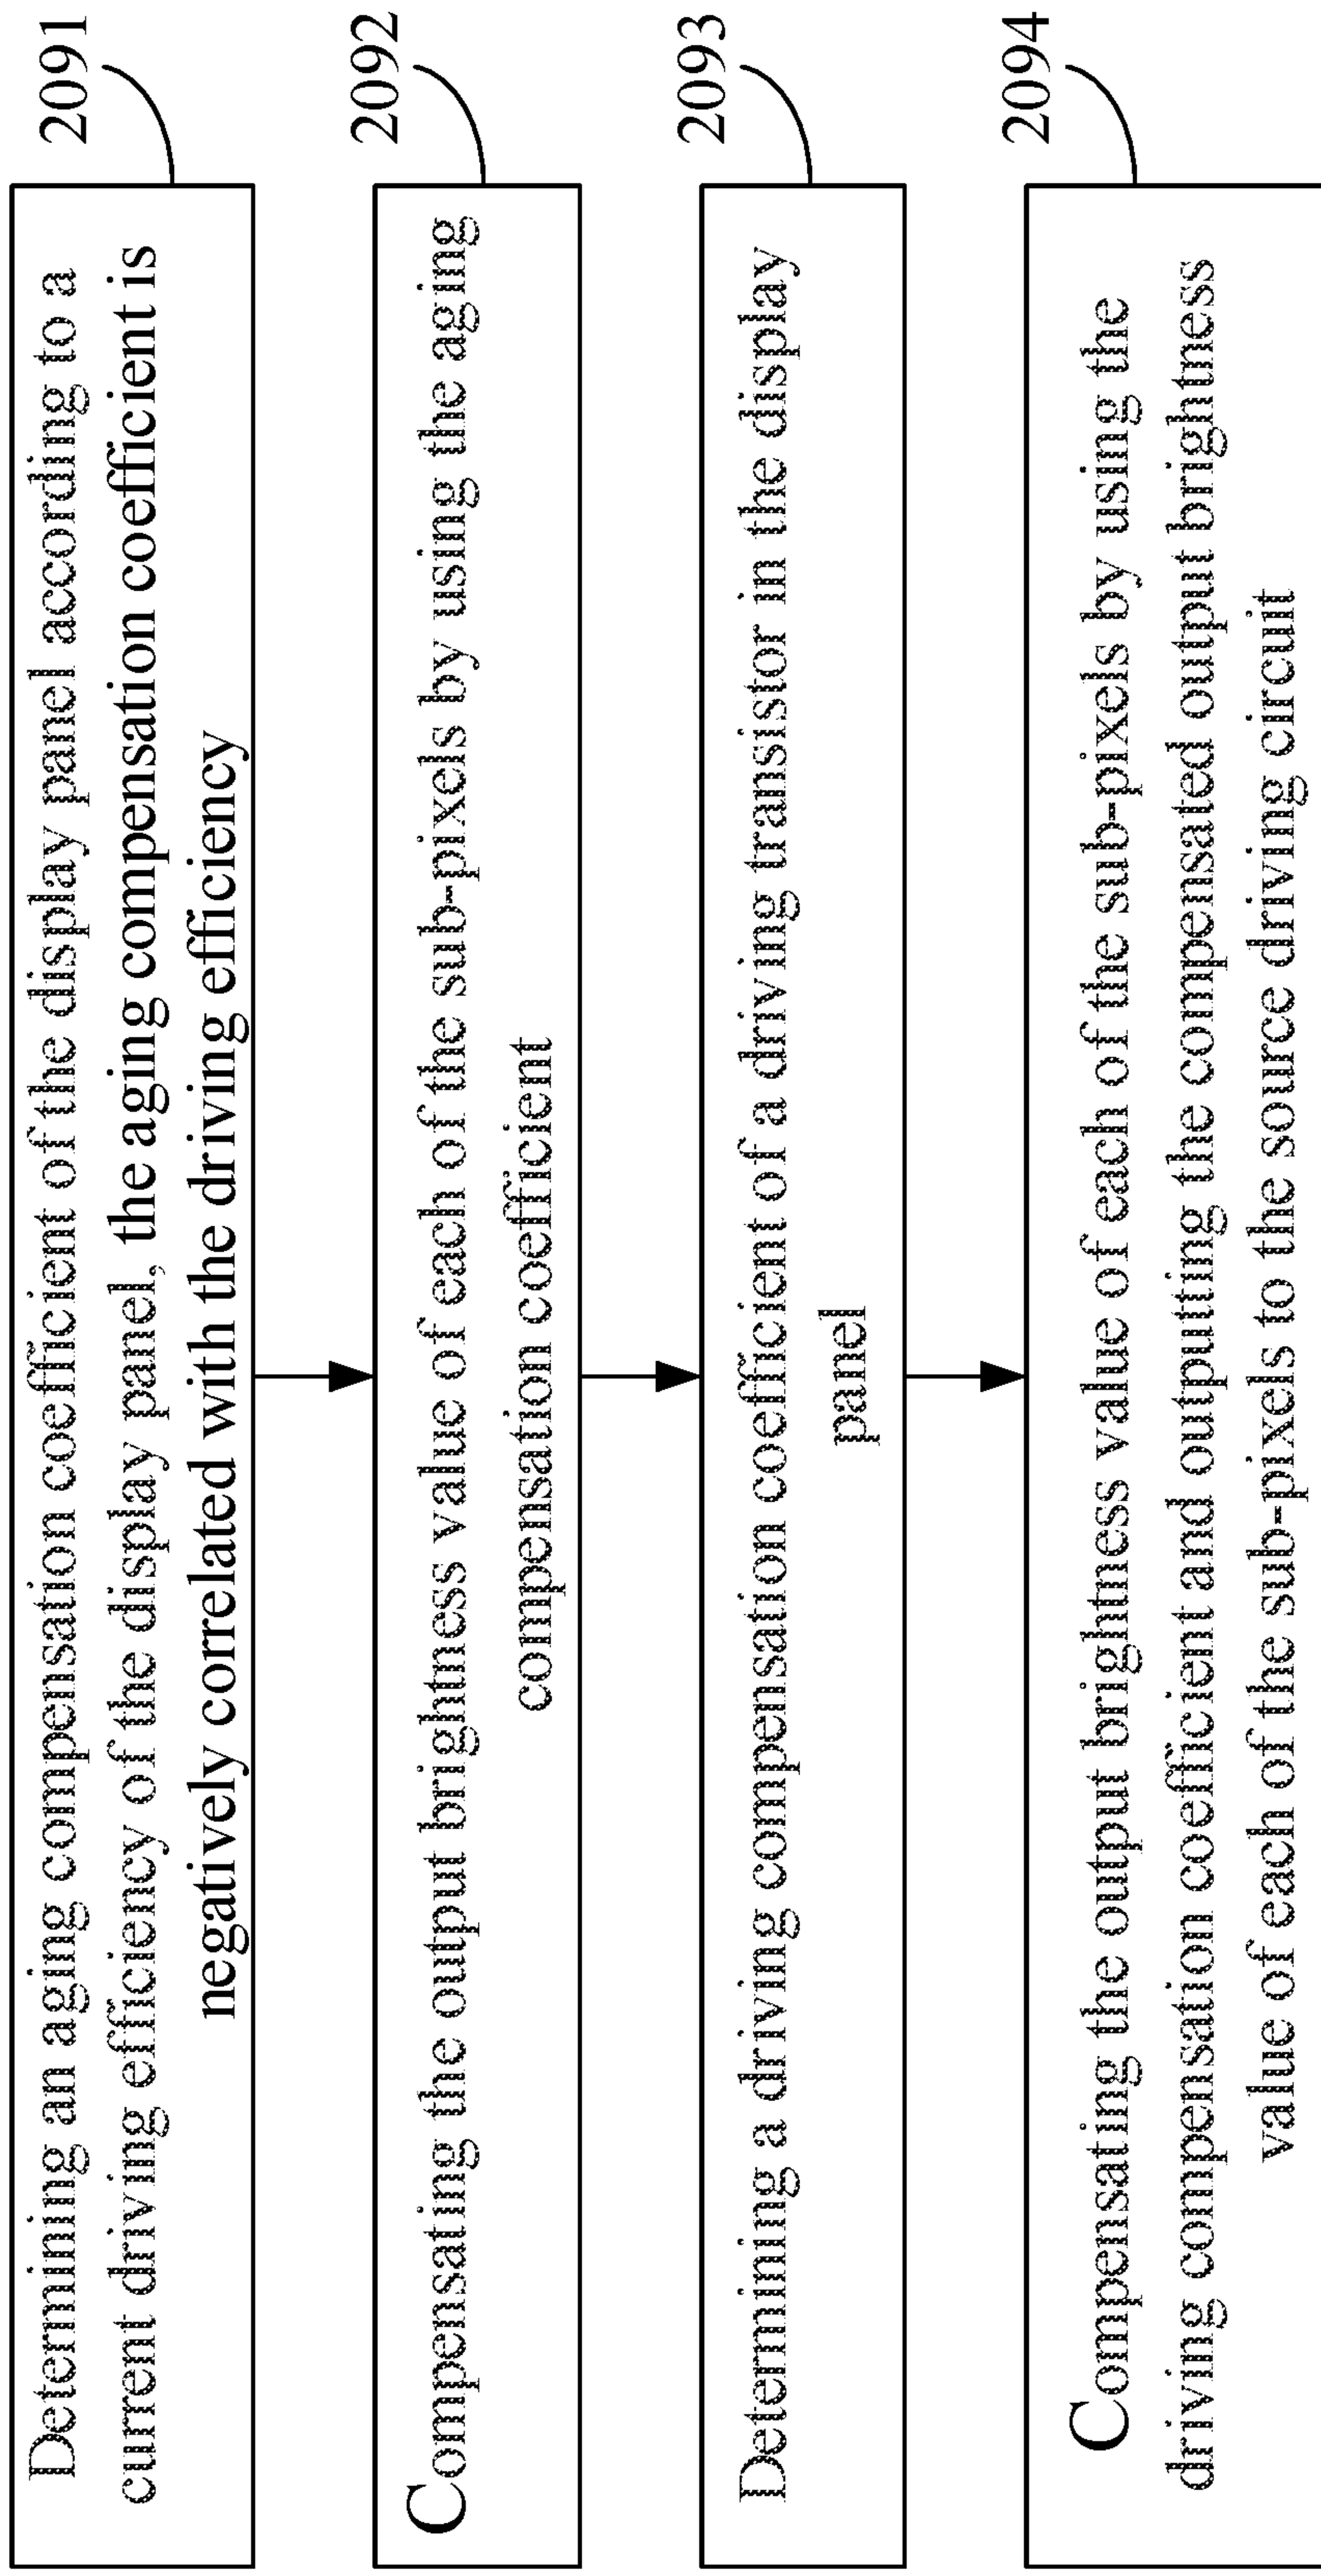 Determining an aging compensation coefficient of the display panel according to a
current driving efficiency of the display panel, the aging compensation coefficient is
negatively correlated with the driving efficiency
2091
Compensating the output brightness value of each of the sub-pixels by using the aging
compensation coefficient
2092
Determining a driving compensation coefficient of a driving transistor in the display
panel
2093
Compensating the output brightness value of each of the sub-pixels by using the
driving compensation coefficient and outputting the compensated output brightness
value of each of the sub-pixels to the source driving circuit
2094